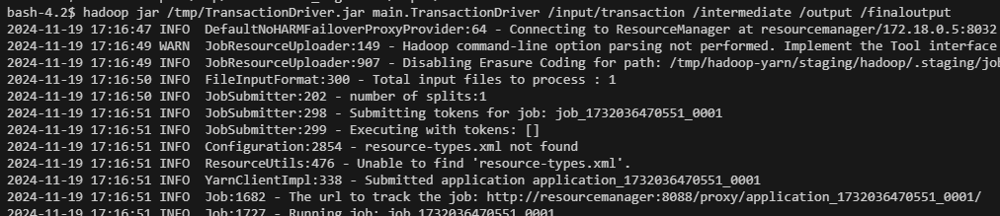 bash-4.2$ hadoop jar /tmp/TransactionDriver.jar main.TransactionDriver /input/transaction /intermediate /output /finaloutput
2024-11-19 17:16:47 INFO  DefaultNoHARMFailoverProxyProvider:64 - Connecting to ResourceManager at resourcemanager/172.18.0.5:8032
2024-11-19 17:16:49 WARN  JobResourceUploader:149 - Hadoop command-line option parsing not performed. Implement the Tool interface
2024-11-19 17:16:49 INFO  JobResourceUploader:907 - Disabling Erasure Coding for path: /tmp/hadoop-yarn/staging/hadoop/.staging/job
2024-11-19 17:16:50 INFO  FileInputFormat:300 - Total input files to process : 1
2024-11-19 17:16:50 INFO  JobSubmitter:202 - number of splits:1
2024-11-19 17:16:51 INFO  JobSubmitter:298 - Submitting tokens for job: job_1732036470551_0001
2024-11-19 17:16:51 INFO  JobSubmitter:299 - Executing with tokens: []
2024-11-19 17:16:51 INFO  Configuration:2854 - resource-types.xml not found
2024-11-19 17:16:51 INFO  ResourceUtils:476 - Unable to find 'resource-types.xml'.
2024-11-19 17:16:51 INFO  YarnClientImpl:338 - Submitted application application_1732036470551_0001
2024-11-19 17:16:51 INFO  Job:1682 - The url to track the job: http://resourcemanager:8088/proxy/application_1732036470551_0001/
2024-11-19 17:16:51 INFO  Job:1727 - Running job: job_1732036470551_0001